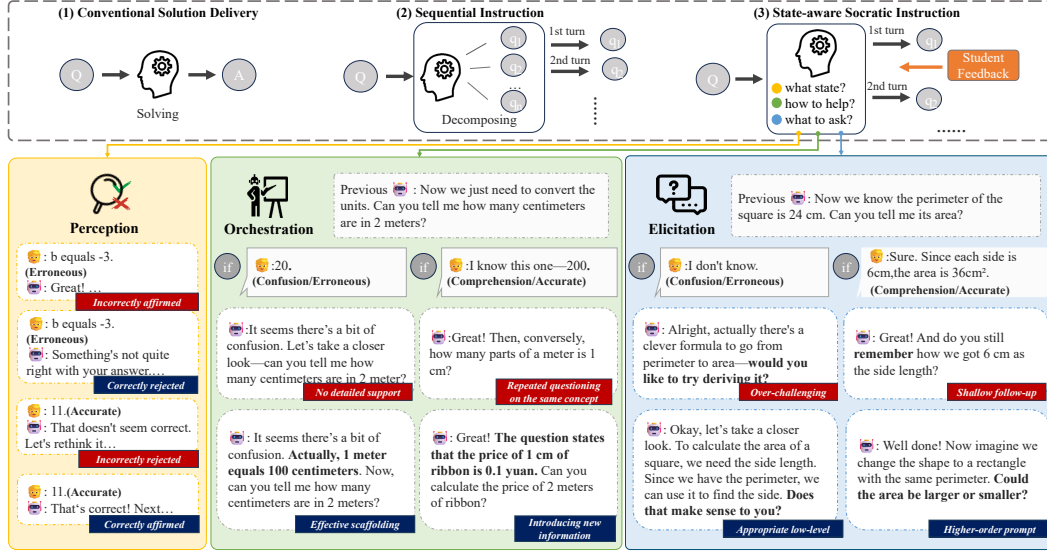 (1) Conventional Solution Delivery
Q
A
Solving
(2) Sequential Instruction
Q
q1
q2
...
qn
Decomposing
1st turn
q1
2nd turn
q2
......
(3) State-aware Socratic Instruction
Q
what state?
how to help?
what to ask?
1st turn
q1
Student
Feedback
2nd turn
q2
......
Perception
: b equals -3.
(Erroneous)
: Great! …
Incorrectly affirmed
: b equals -3.
(Erroneous)
: Something's not quite
right with your answer.…
Correctly rejected
: 11.(Accurate)
: That doesn't seem correct.
Let's rethink it…
Incorrectly rejected
: 11.(Accurate)
: That's correct! Next…
Correctly affirmed
Orchestration
Previous : Now we just need to convert the
units. Can you tell me how many centimeters
are in 2 meters?
if
:20.
(Confusion/Erroneous)
if
:I know this one—200.
(Comprehension/Accurate)
:It seems there's a bit of
confusion. Let's take a closer
look—can you tell me how
many centimeters are in 2 meter?
No detailed support
:Great! Then, conversely,
how many parts of a meter is 1
cm?
Repeated questioning
on the same concept
: It seems there's a bit of
confusion. Actually, 1 meter
equals 100 centimeters. Now,
can you tell me how many
centimeters are in 2 meters?
Effective scaffolding
: Great! The question states
that the price of 1 cm of
ribbon is 0.1 yuan. Can you
calculate the price of 2 meters
of ribbon?
Introducing new
information
Elicitation
Previous : Now we know the perimeter of the
square is 24 cm. Can you tell me its area?
if
:I don't know.
(Confusion/Erroneous)
if
:Sure. Since each side is
6cm,the area is 36cm².
(Comprehension/Accurate)
: Alright, actually there's a
clever formula to go from
perimeter to area—would you
like to try deriving it?
Over-challenging
: Great! And do you still
remember how we got 6 cm as
the side length?
Shallow follow-up
: Okay, let's take a closer
look. To calculate the area of a
square, we need the side length.
Since we have the perimeter, we
can use it to find the side. Does
that make sense to you?
Appropriate low-level
: Well done! Now imagine we
change the shape to a rectangle
with the same perimeter. Could
the area be larger or smaller?
Higher-order prompt